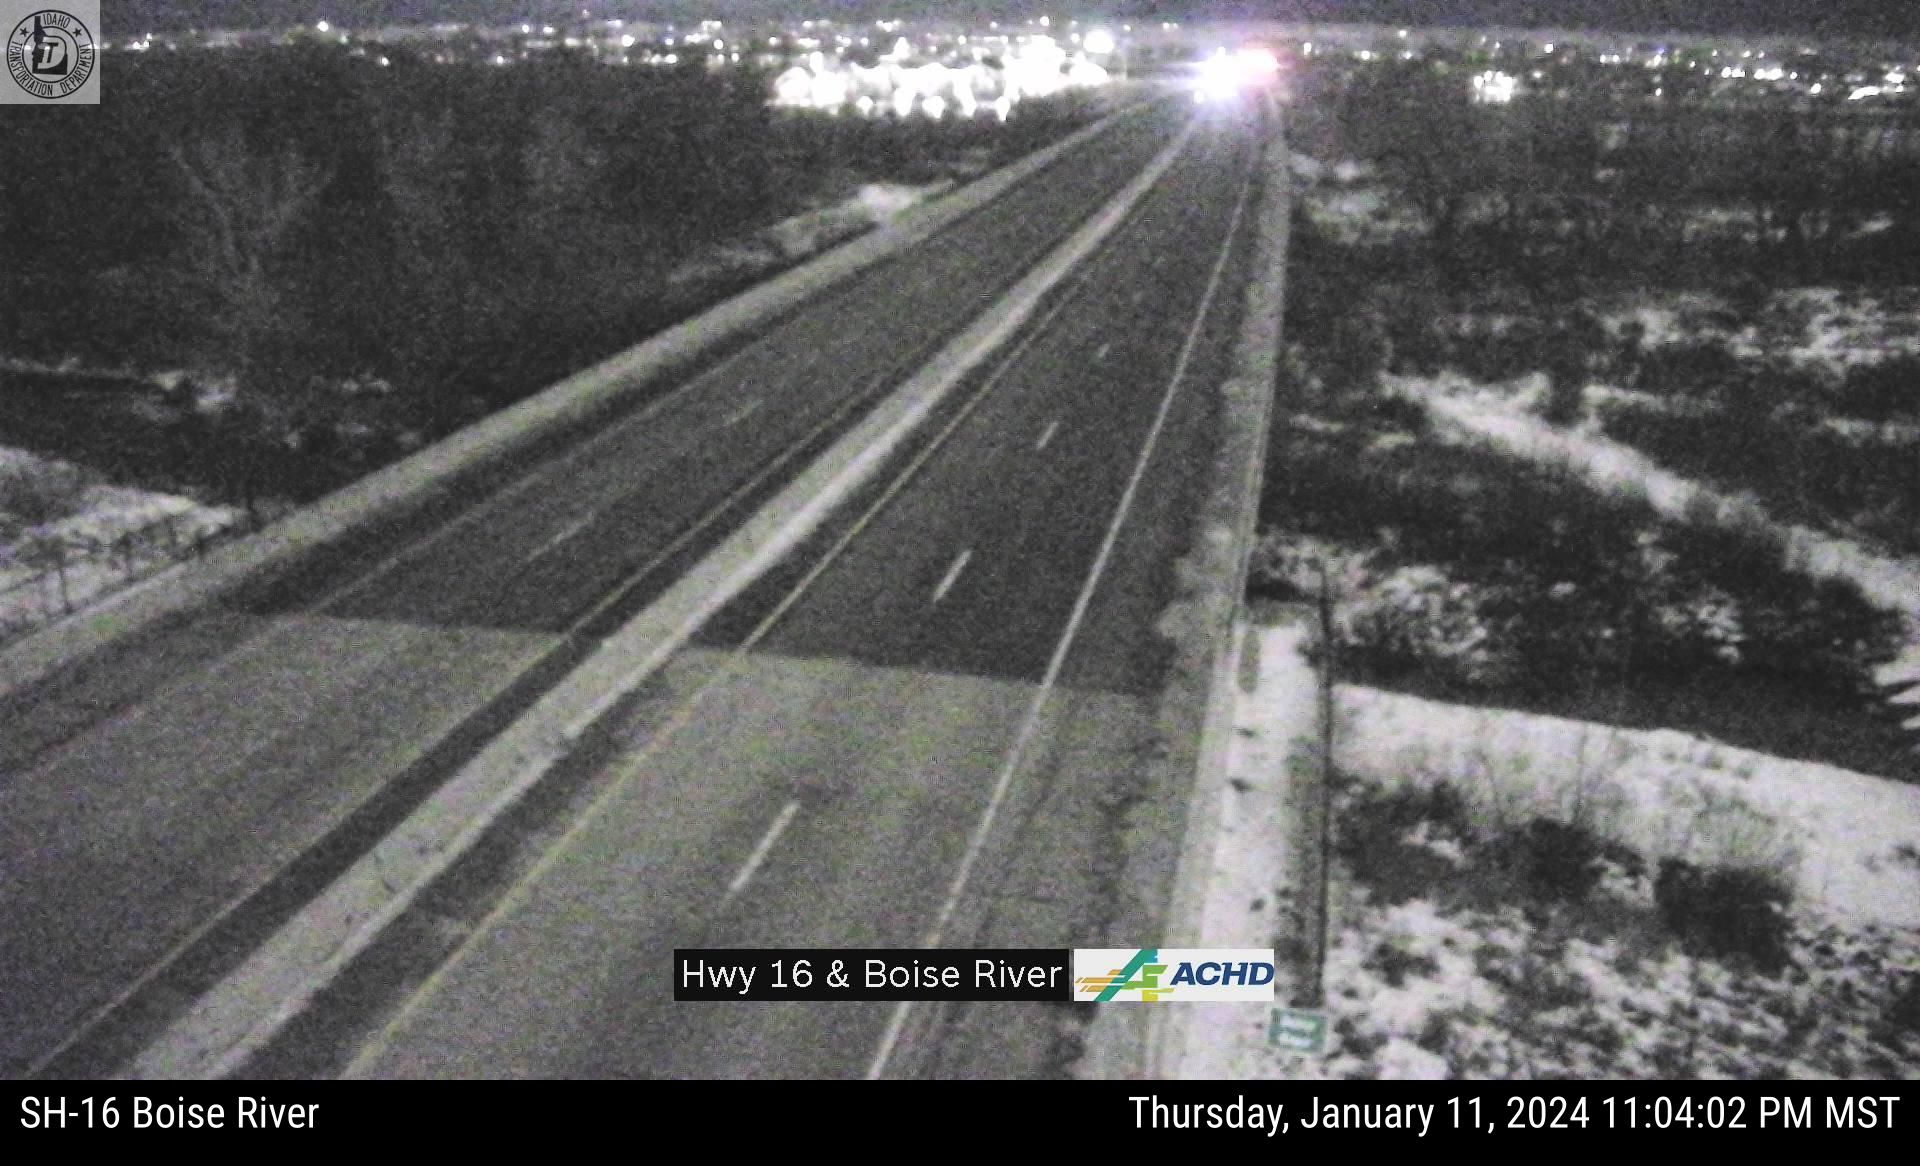 IDAHO
TRANSPORTATION DEPARTMENT
Hwy 16 & Boise River
ACHD
SH-16 Boise River
Thursday, January 11, 2024 11:04:02 PM MST